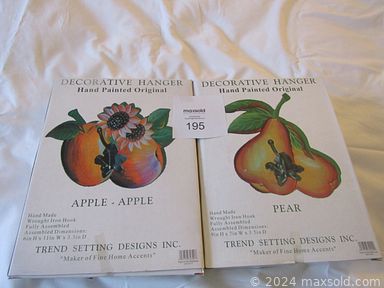 DECORATIVE HANGER
Hand Painted Original
APPLE - APPLE
Hand Made
Wrought Iron Hook
Fully Assembled
Assembled Dimensions:
TREND SETTING DESIGNS INC.
"Maker of Fine Home Accents"
maxsold
195
DECORATIVE HANGER
Hand Painted Original
PEAR
Hand Made
Wrought Iron Hook
Fully Assembled
Assembled Dimensions:
TREND SETTING DESIGNS INC.
"Maker of Fine Home Accents"
© 2024 maxsold.com